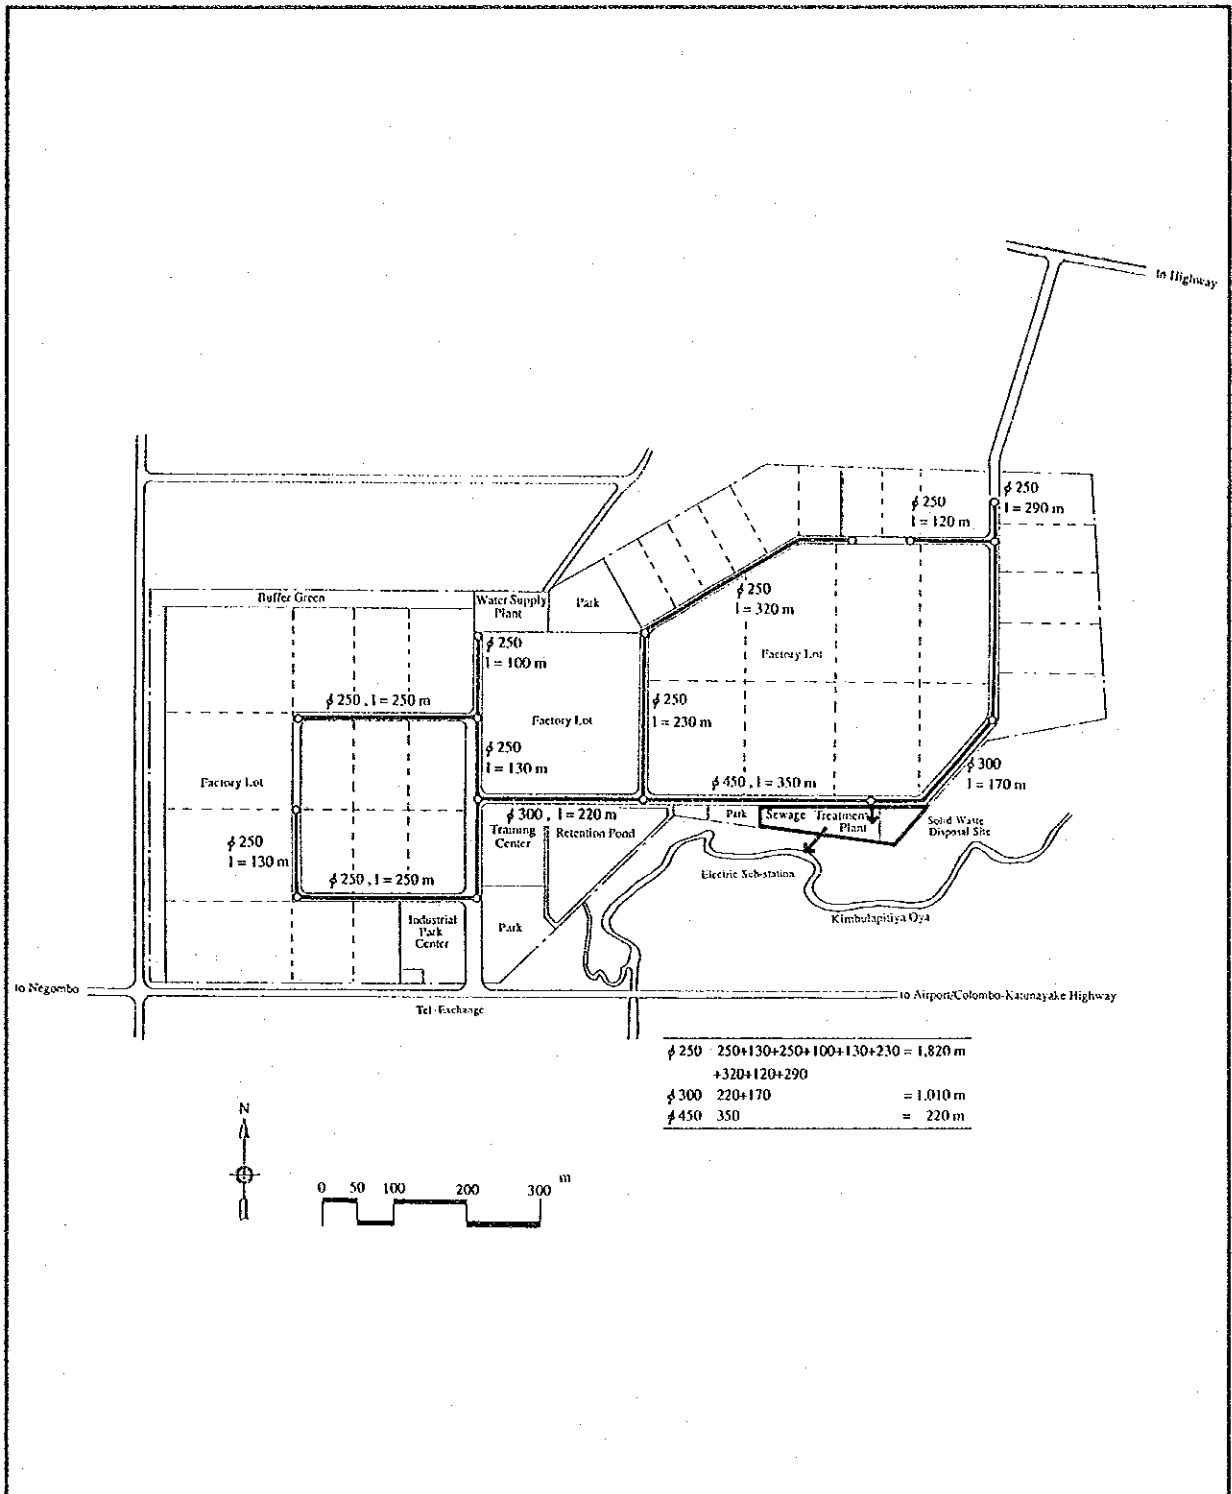 to Highway
φ 250
l = 290 m
φ 250
l = 120 m
φ 250
l = 320 m
Buffer Green
Water Supply
Plant
Park
φ 250
l = 100 m
Factory Lot
φ 250 , l = 250 m
φ 250
l = 230 m
Factory Lot
φ 250
l = 130 m
Factory Lot
φ 450 , l = 350 m
φ 300
l = 170 m
φ 300 , l = 220 m
Park
Sewage Treatment
Plant
Solid Waste
Disposal Site
Training
Center
Retention Pond
φ 250
l = 130 m
φ 250 , l = 250 m
Electric Sub-station
Kimbulapitiya Oya
Industrial
Park
Center
Park
to Negombo
to Airport/Colombo-Katunayake Highway
Tel-Exchange
φ 250 250+130+250+100+130+230 = 1,820 m
+320+120+290
φ 300 220+170 = 1,010 m
φ 450 350 = 220 m
N
0 50 100 200 300 m